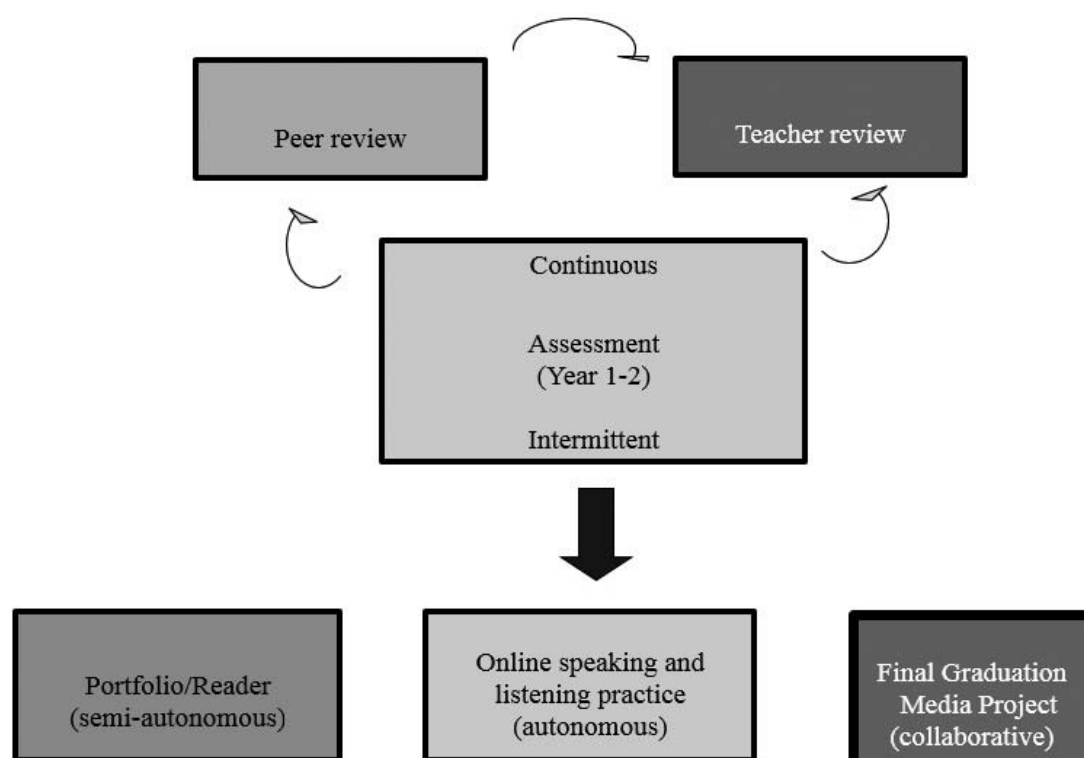 Peer review
Teacher review
Continuous
Assessment
(Year 1-2)
Intermittent
Portfolio/Reader
(semi-autonomous)
Online speaking and
listening practice
(autonomous)
Final Graduation
Media Project
(collaborative)